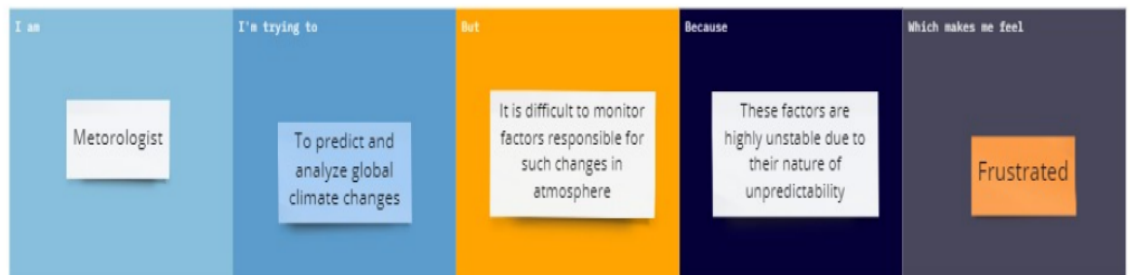 I am
Metorologist
I'm trying to
To predict and
analyze global
climate changes
But
It is difficult to monitor
factors responsible for
such changes in
atmosphere
Because
These factors are
highly unstable due to
their nature of
unpredictability
Which makes me feel
Frustrated